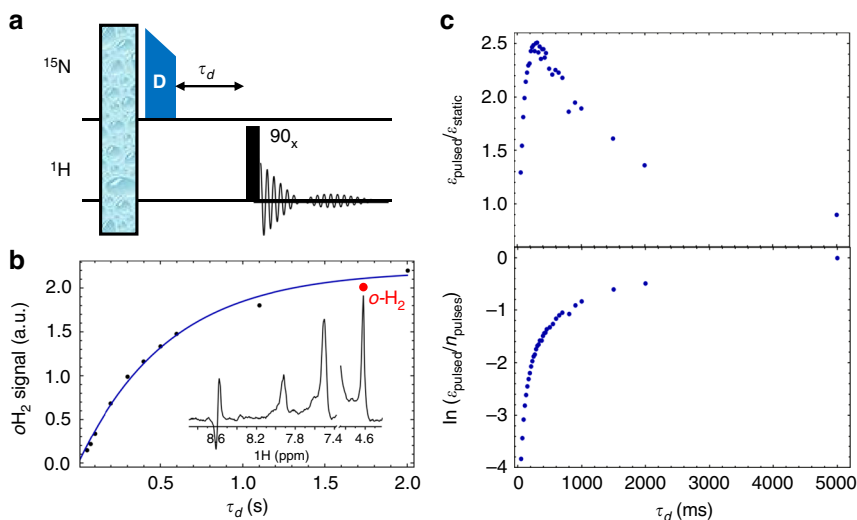 a
¹⁵N
D
τd
90x
¹H
b
oH₂ signal (a.u.)
2.0
1.5
1.0
0.5
0.0
o-H₂
8.6 8.2 7.8 7.4 4.6
1H (ppm)
0.5 1.0 1.5 2.0
τd (s)
c
εpulsed/εstatic
2.5
2.0
1.5
1.0
ln (εpulsed/npulses)
0
−1
−2
−3
−4
0 1000 2000 3000 4000 5000
τd (ms)